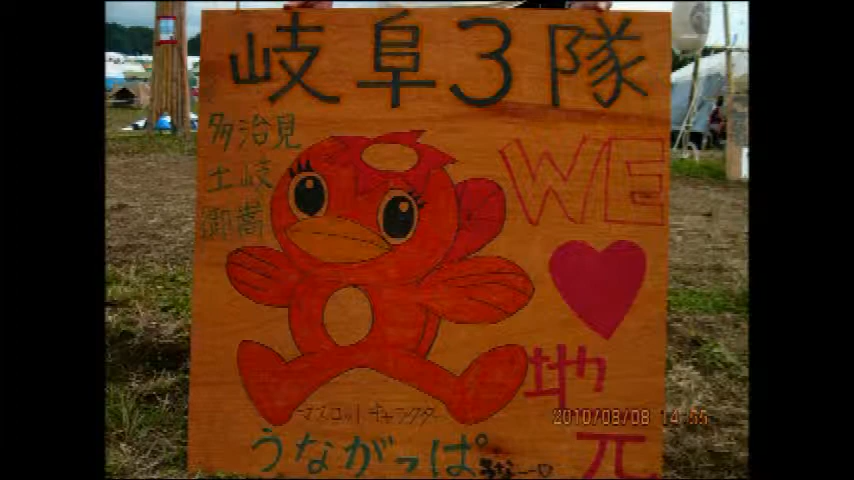 岐阜3隊
多治見
土岐
御嵩
WE
♥
地
元
マスコットキャラクター
うながっぱ
2010/08/08 14:55